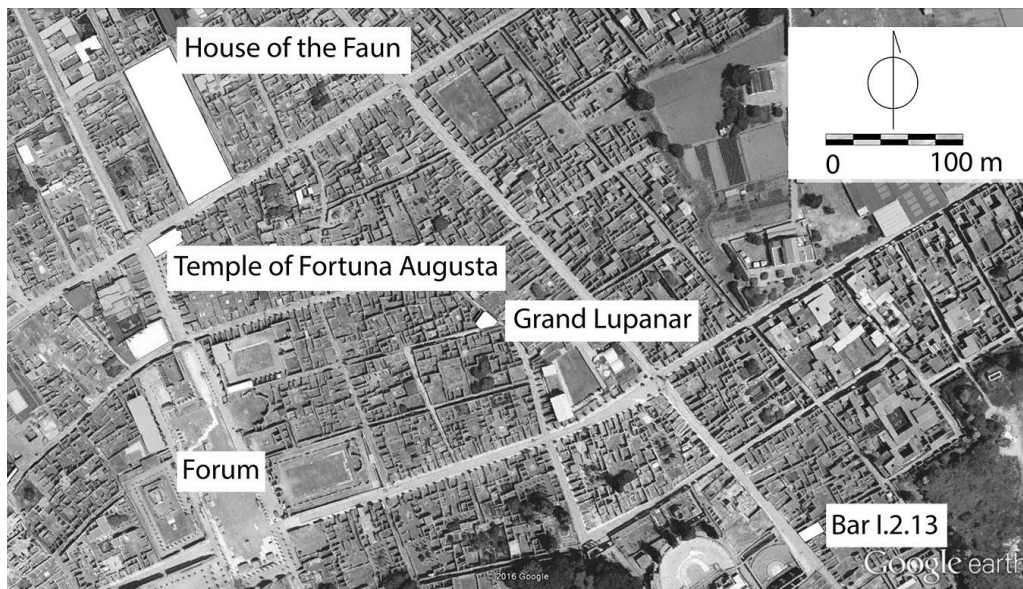 House of the Faun
0 100 m
Temple of Fortuna Augusta
Grand Lupanar
Forum
Bar I.2.13
Google earth
© 2016 Google